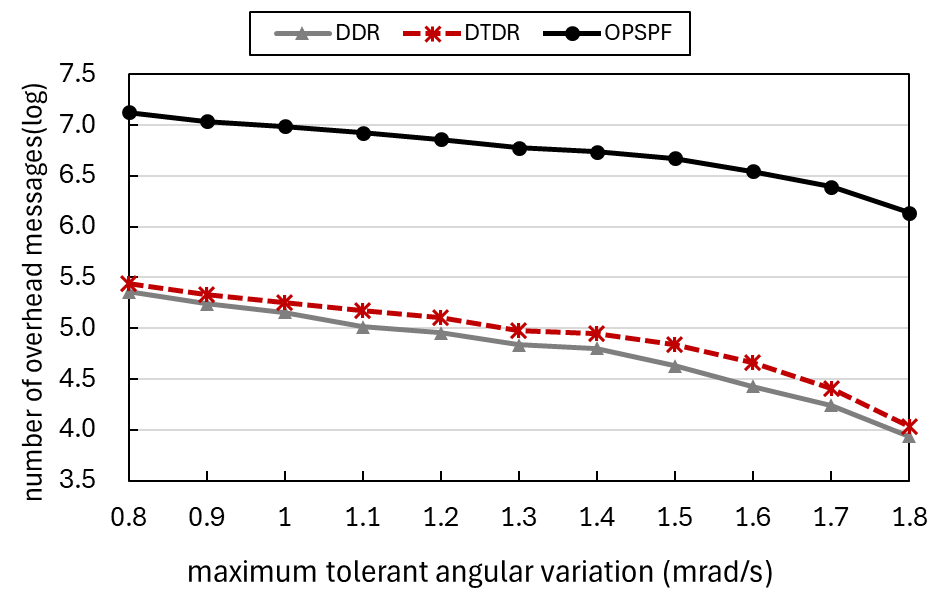 DDR DTDR OPSPF
number of overhead messages(log)
7.5
7.0
6.5
6.0
5.5
5.0
4.5
4.0
3.5
0.8 0.9 1 1.1 1.2 1.3 1.4 1.5 1.6 1.7 1.8
maximum tolerant angular variation (mrad/s)